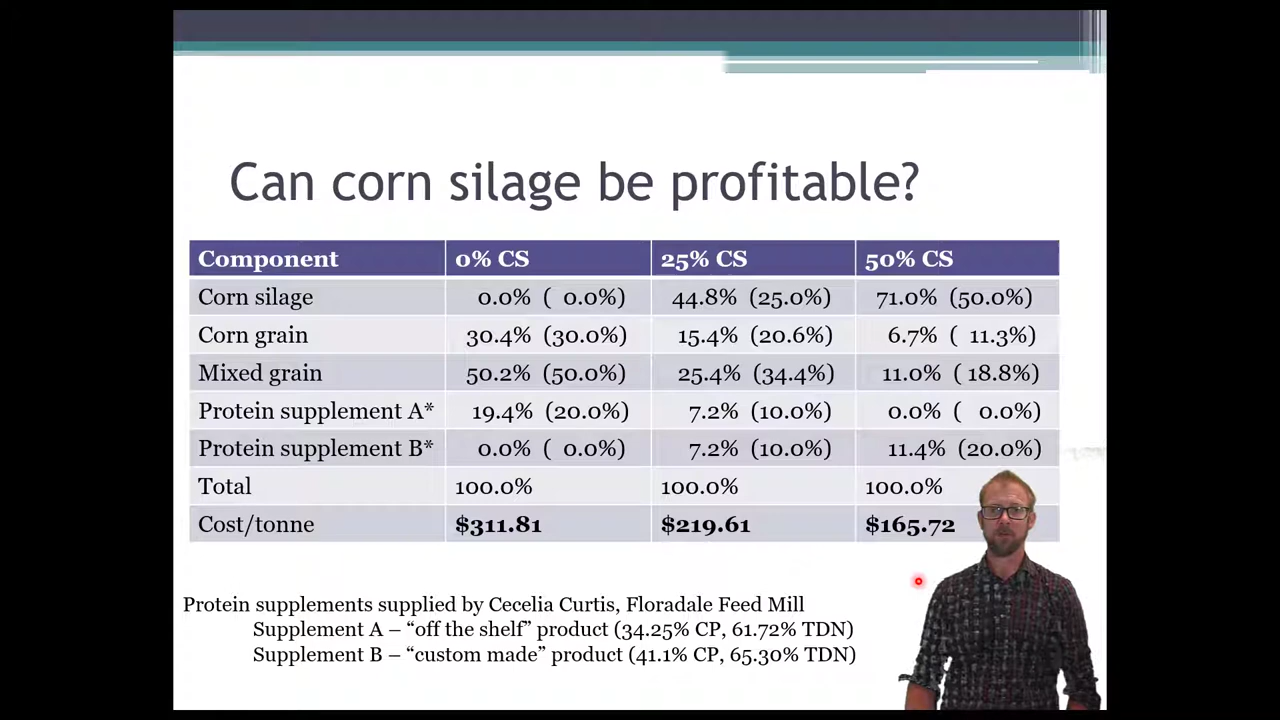 Can corn silage be profitable?
Component 0% CS 25% CS 50% CS
Corn silage 0.0% ( 0.0%) 44.8% (25.0%) 71.0% (50.0%)
Corn grain 30.4% (30.0%) 15.4% (20.6%) 6.7% ( 11.3%)
Mixed grain 50.2% (50.0%) 25.4% (34.4%) 11.0% ( 18.8%)
Protein supplement A* 19.4% (20.0%) 7.2% (10.0%) 0.0% ( 0.0%)
Protein supplement B* 0.0% ( 0.0%) 7.2% (10.0%) 11.4% (20.0%)
Total 100.0% 100.0% 100.0%
Cost/tonne $311.81 $219.61 $165.72
Protein supplements supplied by Cecelia Curtis, Floradale Feed Mill
Supplement A – “off the shelf” product (34.25% CP, 61.72% TDN)
Supplement B – “custom made” product (41.1% CP, 65.30% TDN)